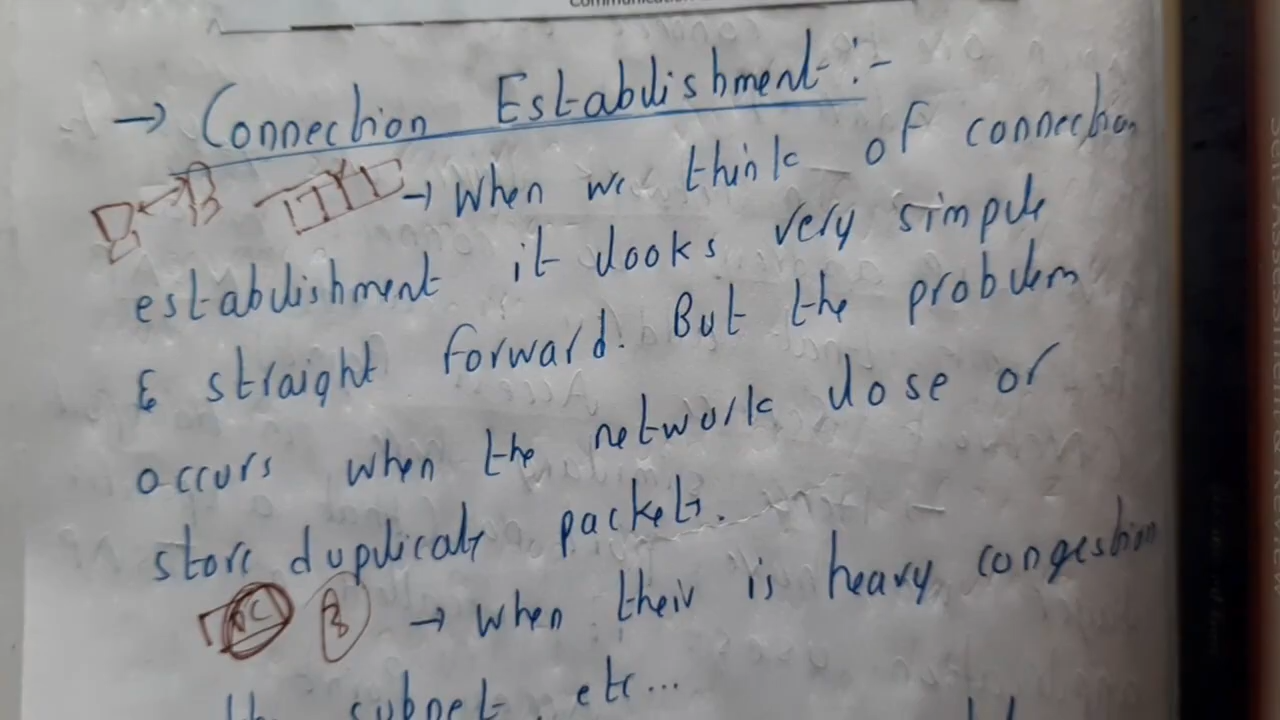 → Connection Establishment :-
→ When we think of connection
establishment it looks very simple
& straight forward. But the problem
occurs when the network lose or
store duplicate packets.
→ When their is heavy congestion
the subnet, etc...